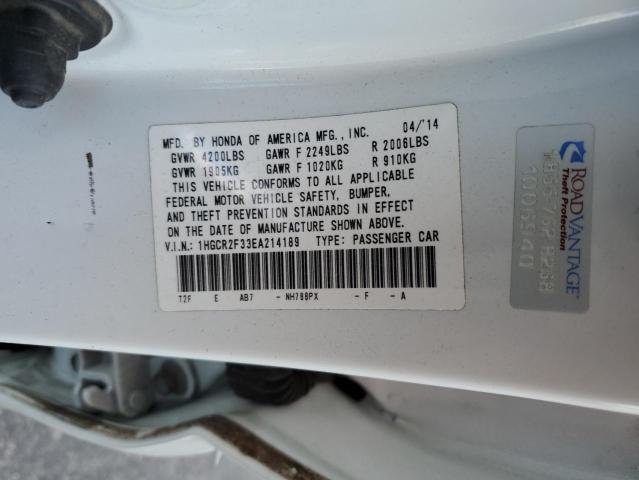 MFD. BY HONDA OF AMERICA MFG., INC. 04/'14
GVWR 4200LBS GAWR F 2249LBS R 2006LBS
GVWR 1905KG GAWR F 1020KG R 910KG
THIS VEHICLE CONFORMS TO ALL APPLICABLE
FEDERAL MOTOR VEHICLE SAFETY, BUMPER,
AND THEFT PREVENTION STANDARDS IN EFFECT
ON THE DATE OF MANUFACTURE SHOWN ABOVE.
V.I.N.: 1HGCR2F33EA214189 TYPE: PASSENGER CAR
T2F E AB7 - NH788PX - F - A
ROADVANTAGE
Theft Protection